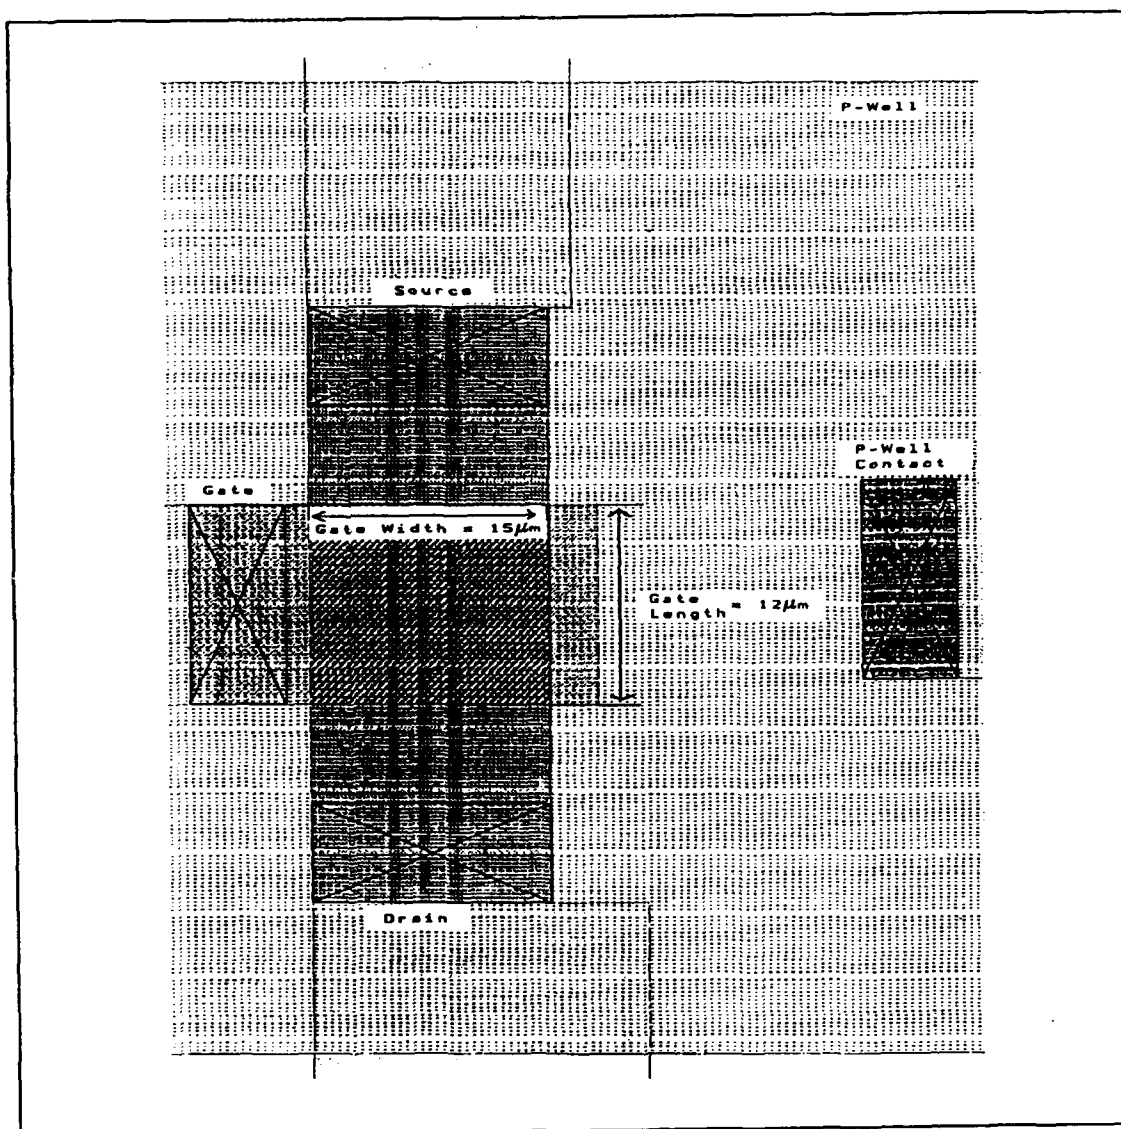 P-Well
Source
P-Well
Contact
Gate
Gate Width = 15μm
Gate
Length = 12μm
Drain